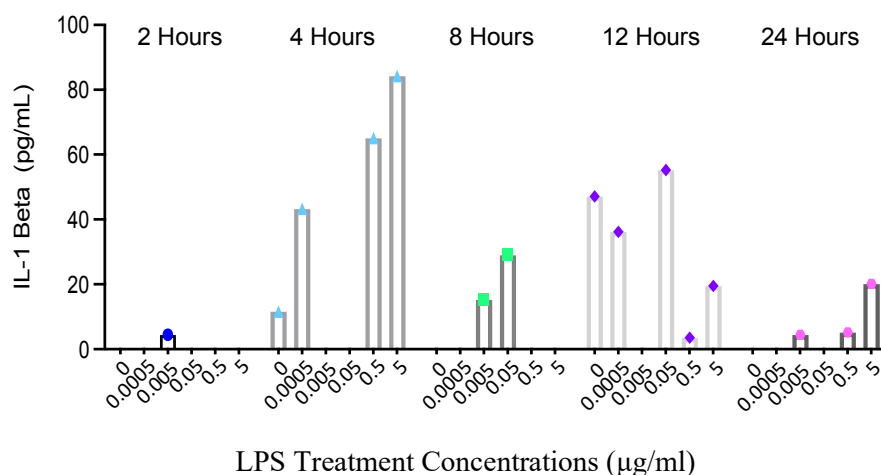 100
80
60
40
20
0
IL-1 Beta (pg/mL)
2 Hours 4 Hours 8 Hours 12 Hours 24 Hours
0 0.0005 0.005 0.05 0.5 5 0 0.0005 0.005 0.05 0.5 5 0 0.0005 0.005 0.05 0.5 5 0 0.0005 0.005 0.05 0.5 5 0 0.0005 0.005 0.05 0.5 5
LPS Treatment Concentrations (µg/ml)